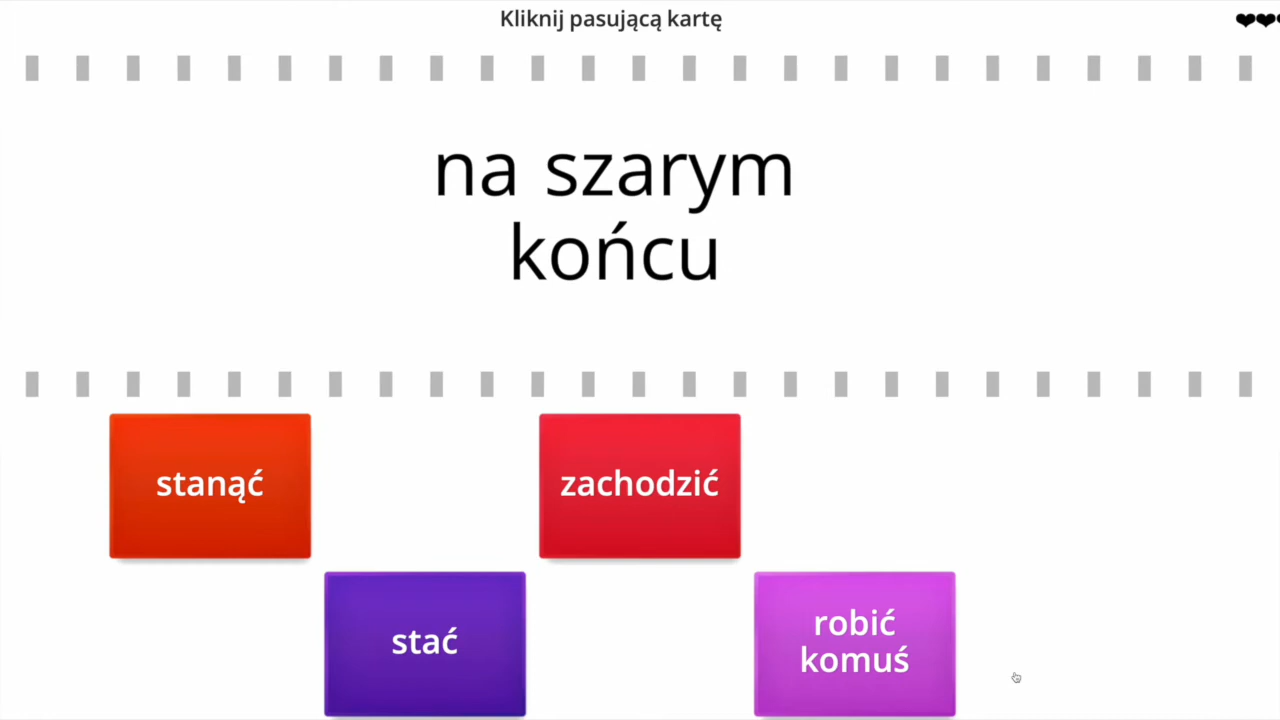 Kliknij pasującą kartę
na szarym
końcu
stanąć
zachodzić
stać
robić
komuś